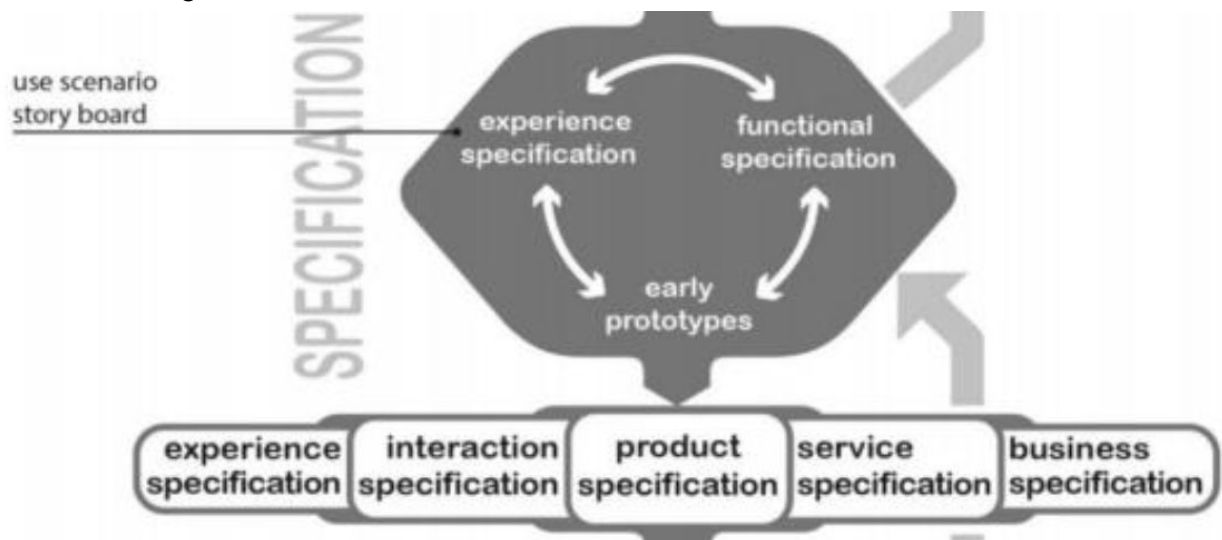 SPECIFICATION
use scenario
story board
experience
specification
functional
specification
early
prototypes
experience
specification
interaction
specification
product
specification
service
specification
business
specification